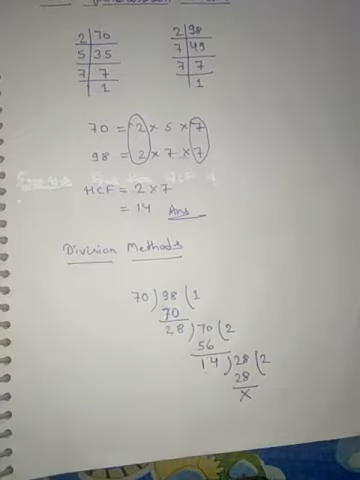 2 | 70    2 | 98
5 | 35    7 | 49
7 | 7    7 | 7
| 1    | 1
70 = 2 × 5 × 7
98 = 2 × 7 × 7
HCF = 2 × 7
= 14 Ans
Division Methods
70 ) 98 ( 1
70
28 ) 70 ( 2
56
14 ) 28 ( 2
28
×